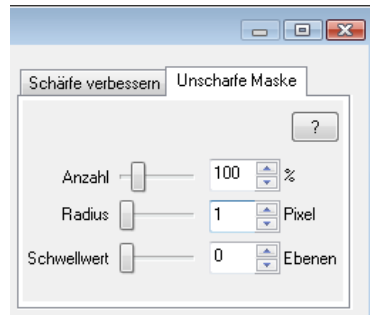 Schärfe verbessern Unscharfe Maske
?
Anzahl 100 %
Radius 1 Pixel
Schwellwert 0 Ebenen